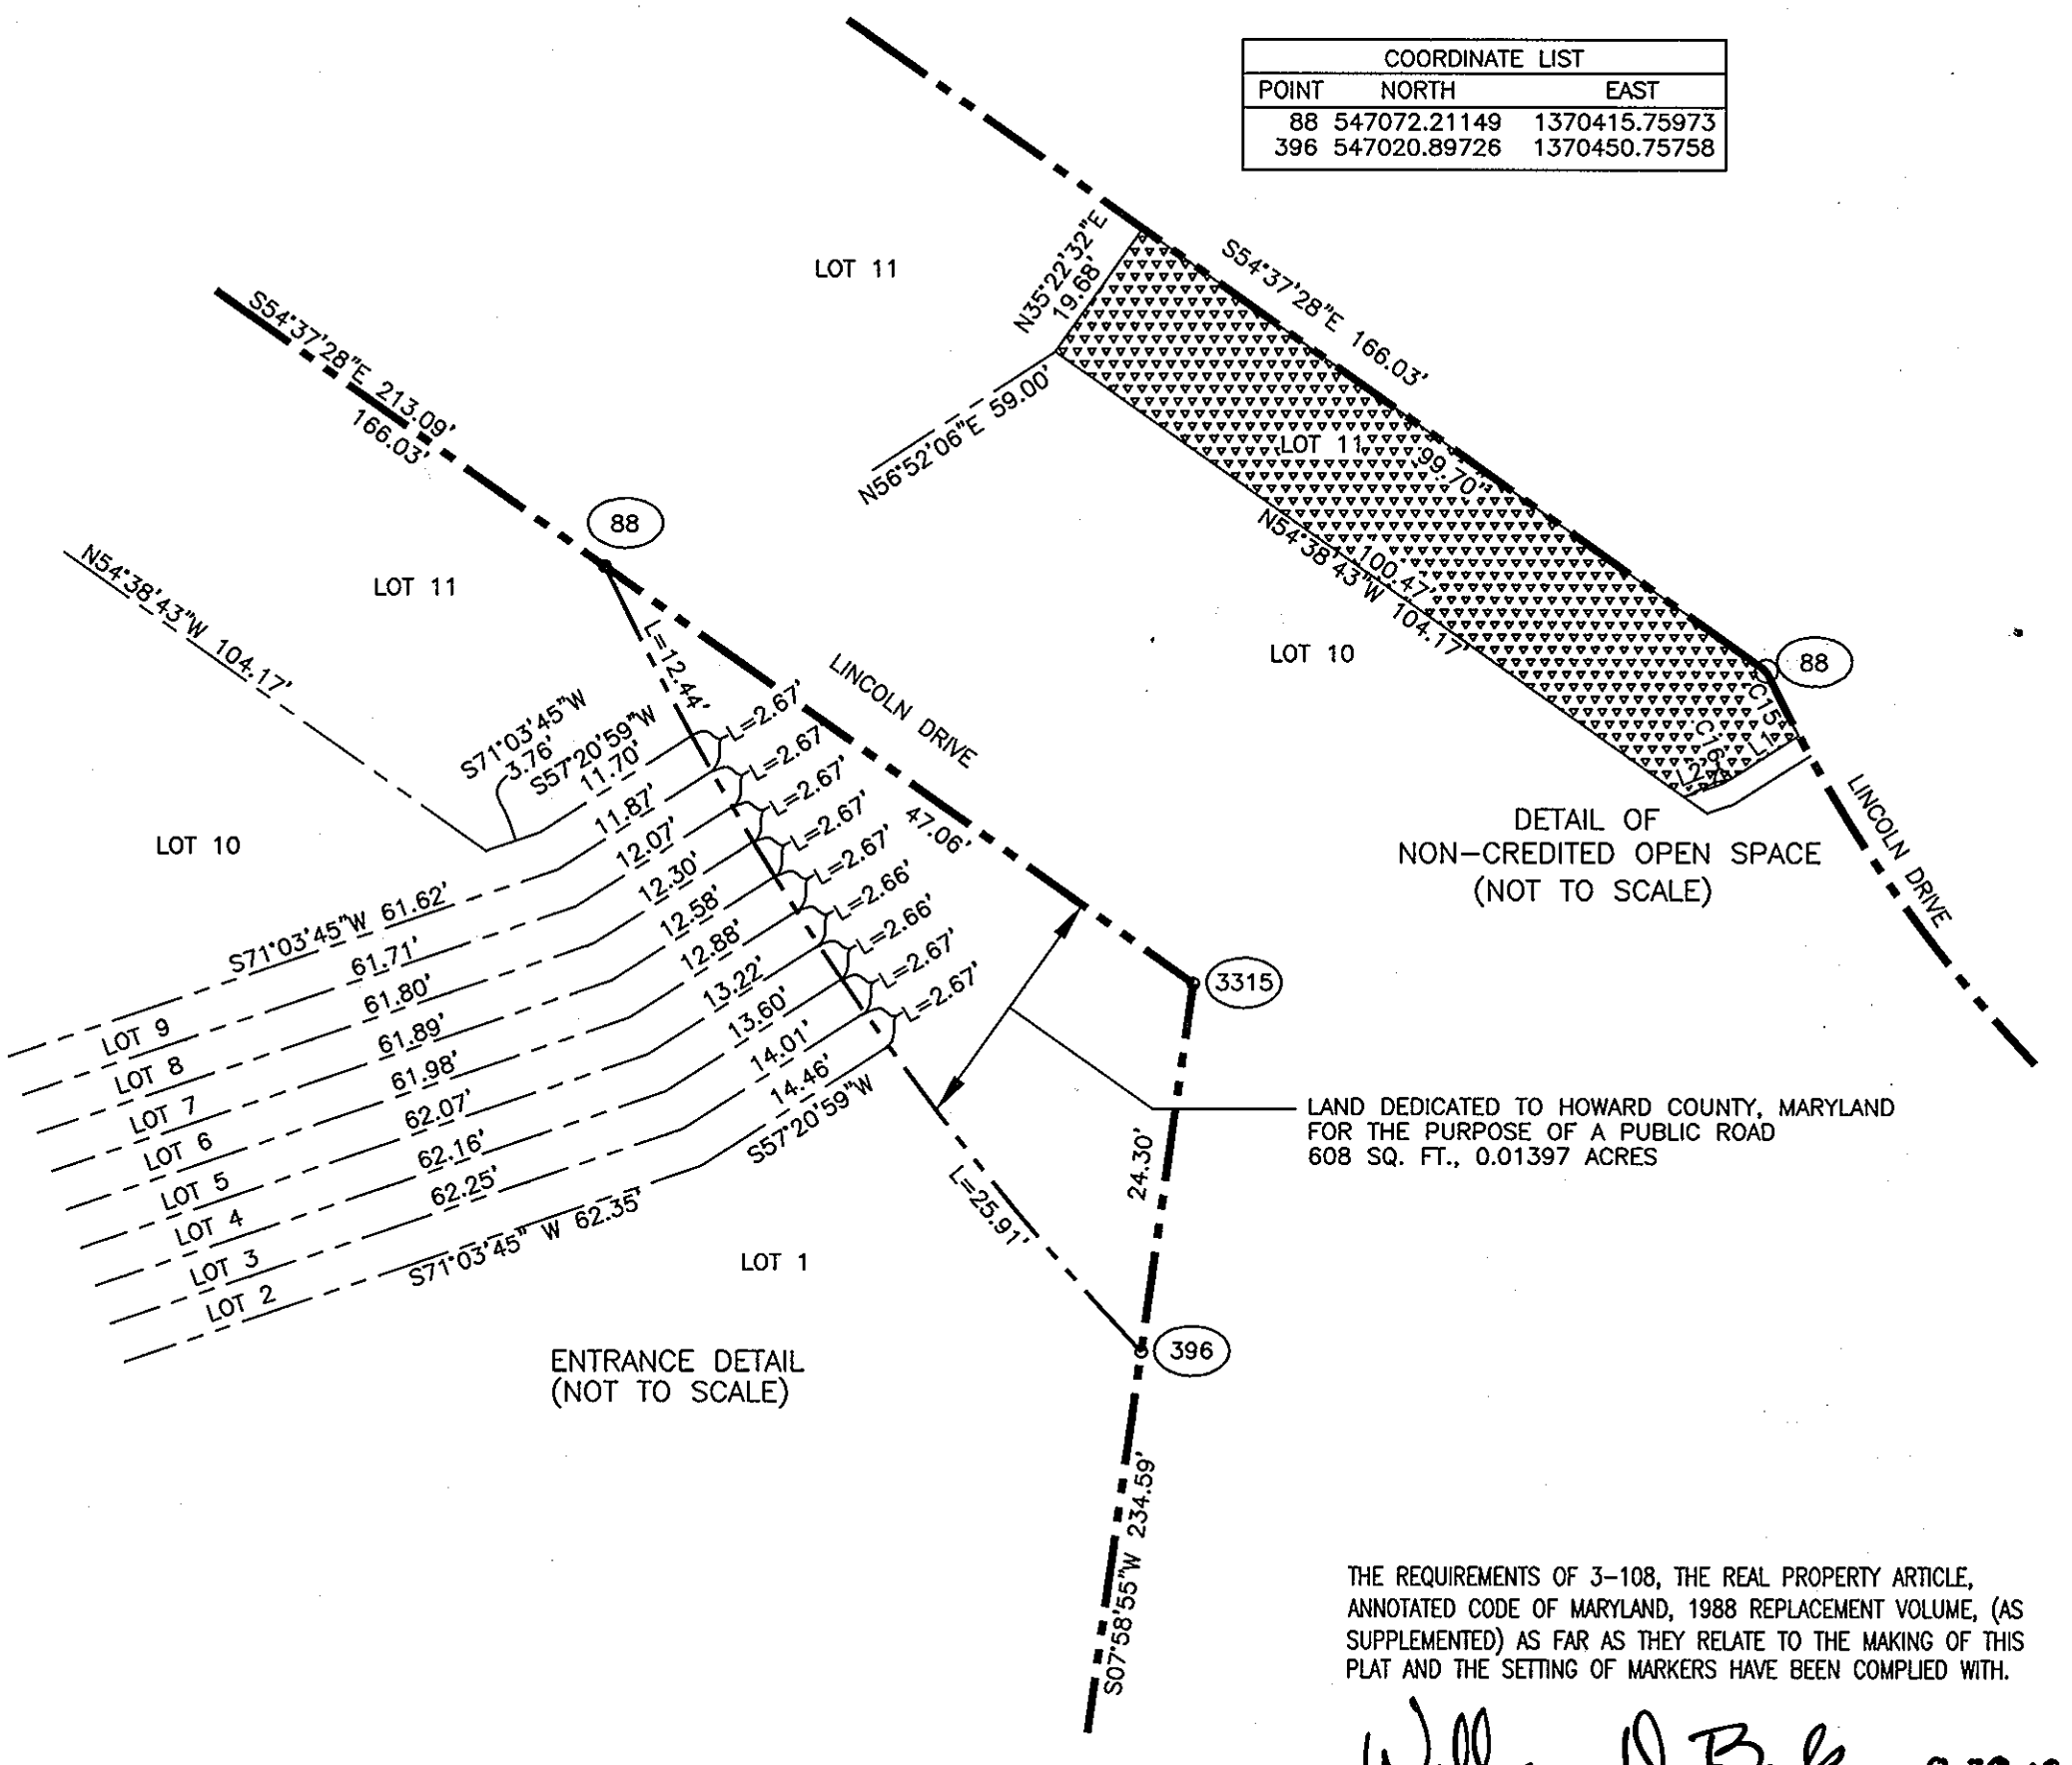 COORDINATE LIST
POINT NORTH EAST
88 547072.21149 1370415.75973
396 547020.89726 1370450.75758
LOT 11
N35°22'32"E
19.68'
S54°37'28"E 166.03'
N56°52'06"E 59.00'
LOT 11
99.70'
100.47'
N54°38'43"W 104.17'
LOT 10
88
C15
C16
L1
L2
LINCOLN DRIVE
DETAIL OF
NON-CREDITED OPEN SPACE
(NOT TO SCALE)
S54°37'28"E 213.09'
166.03'
88
LOT 11
N54°38'43"W 104.17'
L=12.44'
LINCOLN DRIVE
47.06'
S71°03'45"W
3.76'
S57°20'59"W
11.70'
11.87'
12.07'
12.30'
12.58'
12.88'
13.22'
13.60'
14.01'
14.46'
S57°20'59"W
L=2.67'
L=2.67'
L=2.67'
L=2.67'
L=2.67'
L=2.66'
L=2.66'
L=2.67'
L=2.67'
LOT 10
S71°03'45"W 61.62'
61.71'
61.80'
61.89'
61.98'
62.07'
62.16'
62.25'
S71°03'45" W 62.35'
LOT 9
LOT 8
LOT 7
LOT 6
LOT 5
LOT 4
LOT 3
LOT 2
LOT 1
3315
24.30'
L=25.91'
396
S07°58'55"W 234.59'
LAND DEDICATED TO HOWARD COUNTY, MARYLAND
FOR THE PURPOSE OF A PUBLIC ROAD
608 SQ. FT., 0.01397 ACRES
ENTRANCE DETAIL
(NOT TO SCALE)
THE REQUIREMENTS OF 3-108, THE REAL PROPERTY ARTICLE,
ANNOTATED CODE OF MARYLAND, 1988 REPLACEMENT VOLUME, (AS
SUPPLEMENTED) AS FAR AS THEY RELATE TO THE MAKING OF THIS
PLAT AND THE SETTING OF MARKERS HAVE BEEN COMPLIED WITH.